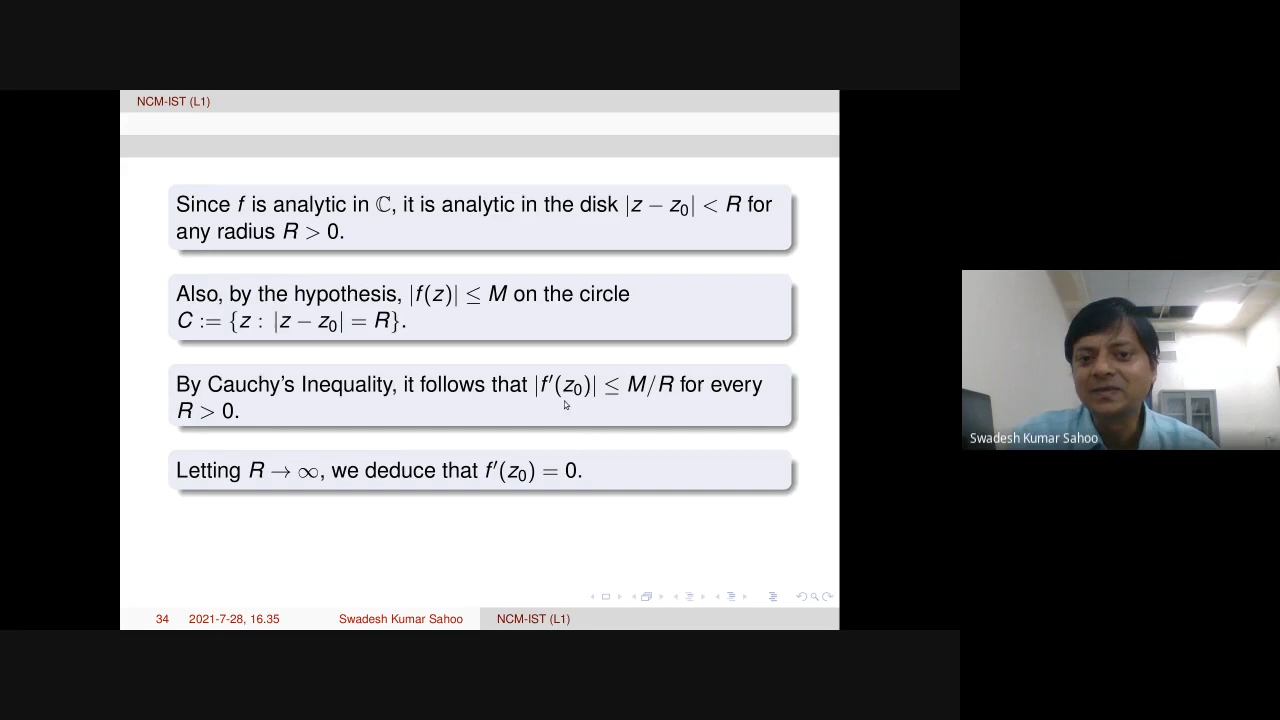 NCM-IST (L1)
Since f is analytic in ℂ, it is analytic in the disk |z − z₀| < R for
any radius R > 0.
Also, by the hypothesis, |f(z)| ≤ M on the circle
C := {z : |z − z₀| = R}.
By Cauchy's Inequality, it follows that |f′(z₀)| ≤ M/R for every
R > 0.
Letting R → ∞, we deduce that f′(z₀) = 0.
34 2021-7-28, 16.35 Swadesh Kumar Sahoo NCM-IST (L1)
Swadesh Kumar Sahoo